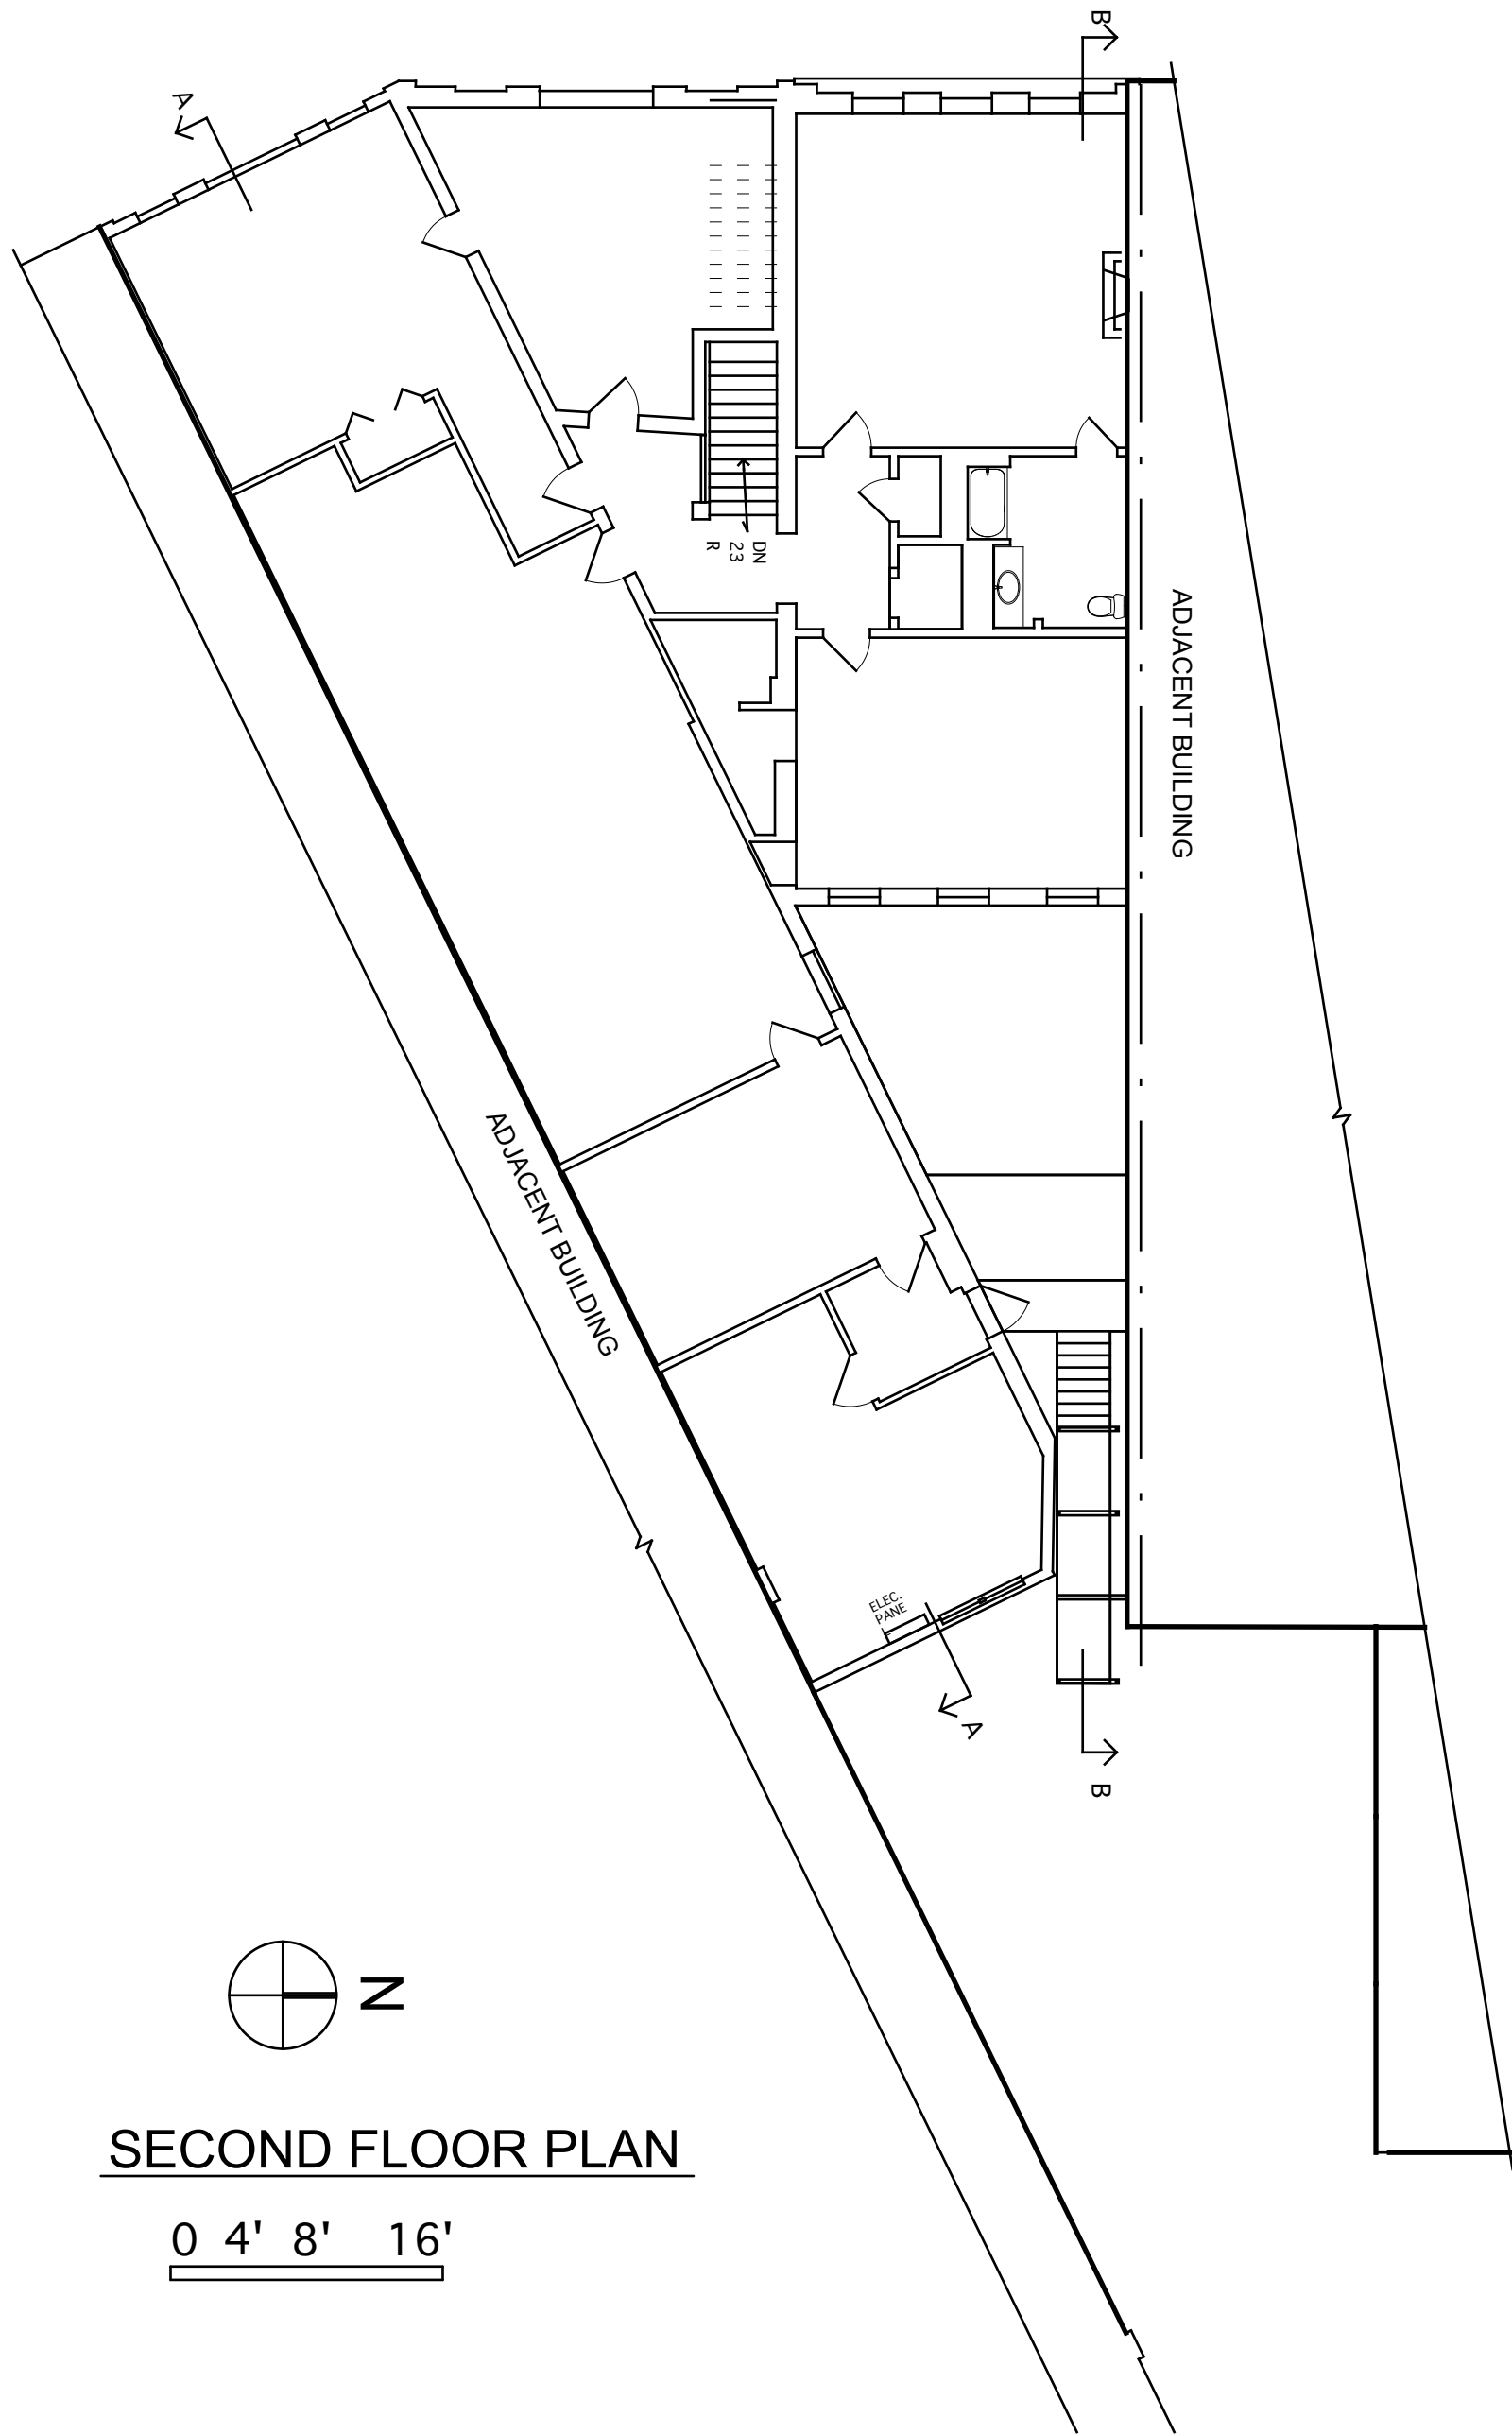 B
A
DN
23
R
ADJACENT BUILDING
ADJACENT BUILDING
ELEC.
PANE
L
A
B
N
SECOND FLOOR PLAN
0 4' 8' 16'